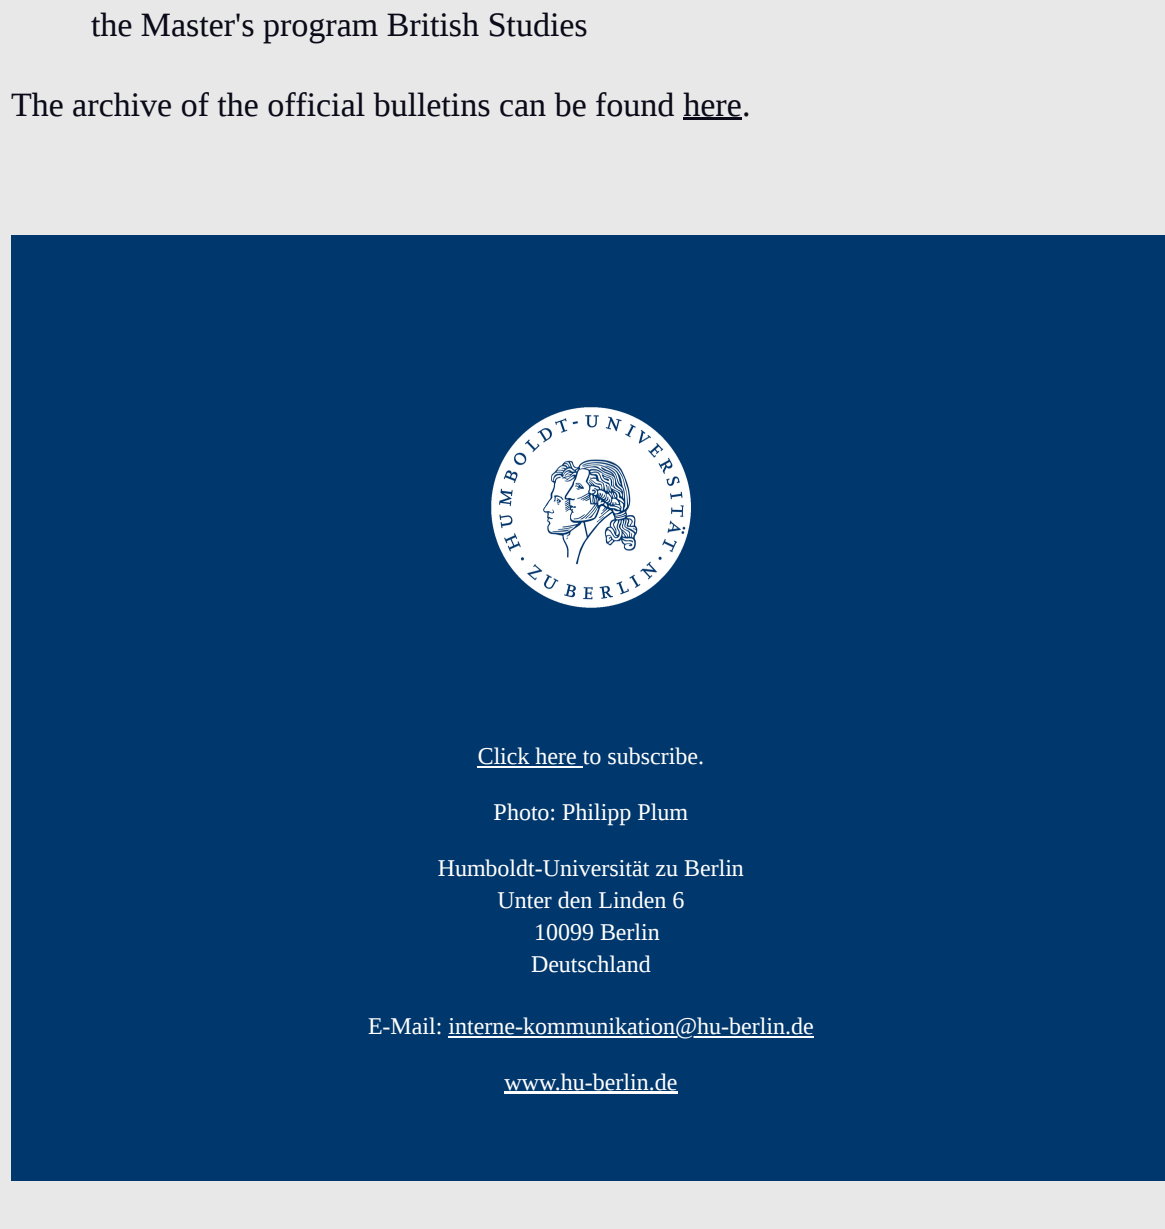 the Master's program British Studies
The archive of the official bulletins can be found here.
HUMBOLDT-UNIVERSITÄT
· ZU BERLIN ·
Click here to subscribe.
Photo: Philipp Plum
Humboldt-Universität zu Berlin
Unter den Linden 6
10099 Berlin
Deutschland
E-Mail: interne-kommunikation@hu-berlin.de
www.hu-berlin.de